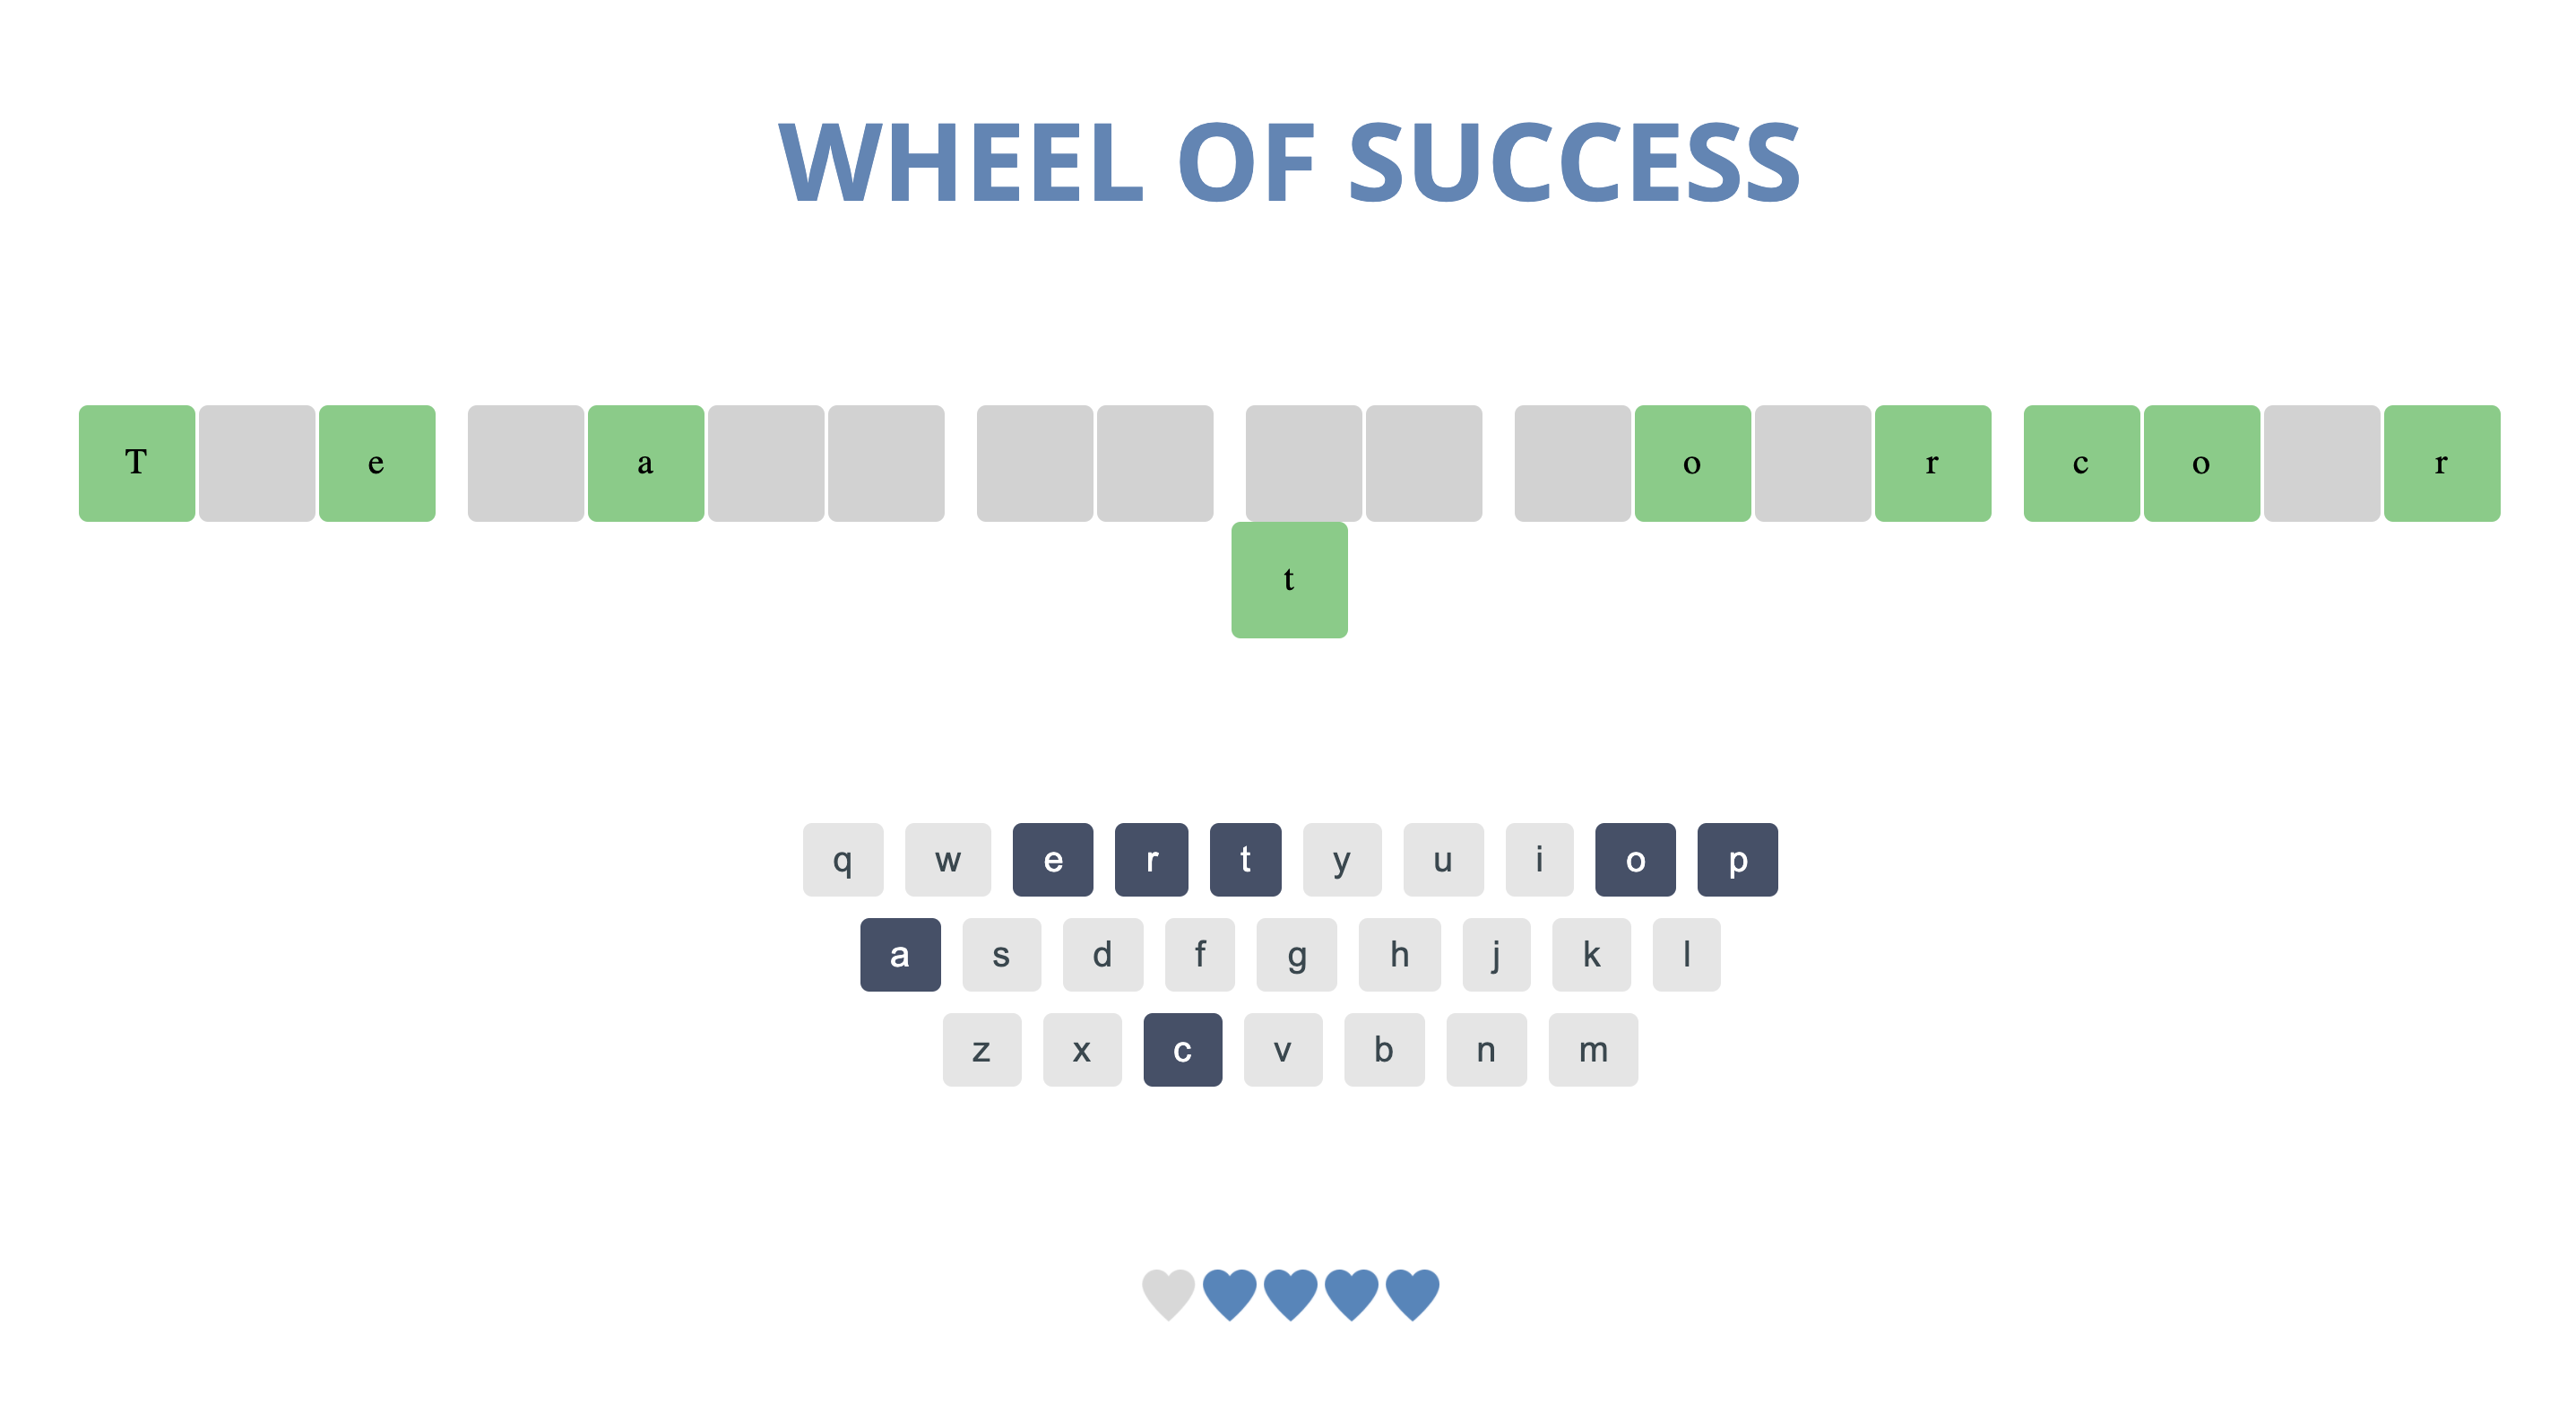 WHEEL OF SUCCESS
T e a o r c o r
t
q w e r t y u i o p
a s d f g h j k l
z x c v b n m